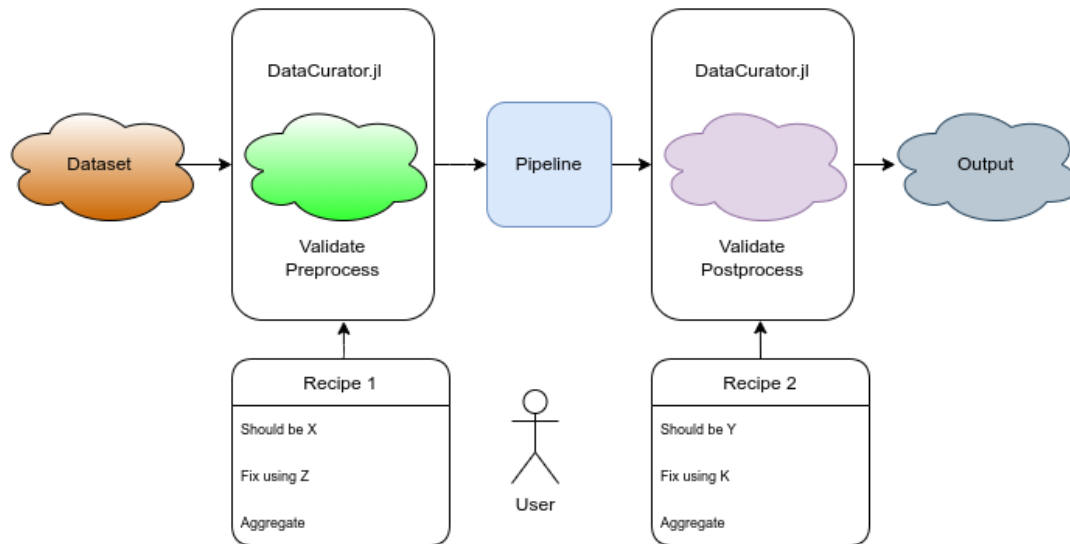 DataCurator.jl
DataCurator.jl
Dataset
Pipeline
Output
Validate
Preprocess
Validate
Postprocess
Recipe 1
Should be X
Fix using Z
Aggregate
User
Recipe 2
Should be Y
Fix using K
Aggregate